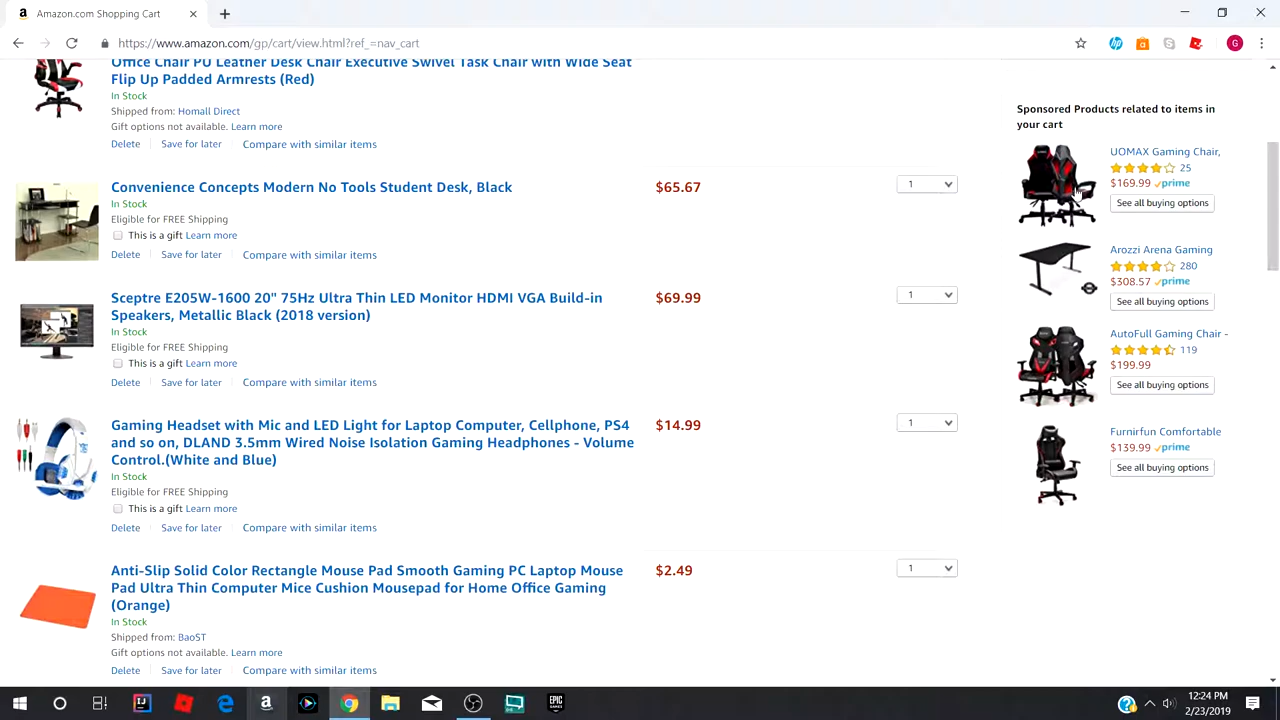 Amazon.com Shopping Cart
https://www.amazon.com/gp/cart/view.html?ref_=nav_cart
G
Office Chair PU Leather Desk Chair Executive Swivel Task Chair with Wide Seat
Flip Up Padded Armrests (Red)
In Stock
Shipped from: Homall Direct
Gift options not available. Learn more
Delete Save for later Compare with similar items
Convenience Concepts Modern No Tools Student Desk, Black
$65.67
1
In Stock
Eligible for FREE Shipping
This is a gift Learn more
Delete Save for later Compare with similar items
Sceptre E205W-1600 20" 75Hz Ultra Thin LED Monitor HDMI VGA Build-in
Speakers, Metallic Black (2018 version)
$69.99
1
In Stock
Eligible for FREE Shipping
This is a gift Learn more
Delete Save for later Compare with similar items
Gaming Headset with Mic and LED Light for Laptop Computer, Cellphone, PS4
and so on, DLAND 3.5mm Wired Noise Isolation Gaming Headphones - Volume
Control.(White and Blue)
$14.99
1
In Stock
Eligible for FREE Shipping
This is a gift Learn more
Delete Save for later Compare with similar items
Anti-Slip Solid Color Rectangle Mouse Pad Smooth Gaming PC Laptop Mouse
Pad Ultra Thin Computer Mice Cushion Mousepad for Home Office Gaming
(Orange)
$2.49
1
In Stock
Shipped from: BaoST
Gift options not available. Learn more
Delete Save for later Compare with similar items
Sponsored Products related to items in
your cart
UOMAX Gaming Chair,
25
$169.99 prime
See all buying options
Arozzi Arena Gaming
280
$308.57 prime
See all buying options
AutoFull Gaming Chair -
119
$199.99
See all buying options
Furnirfun Comfortable
$139.99 prime
See all buying options
EPIC
GAMES
12:24 PM
2/23/2019